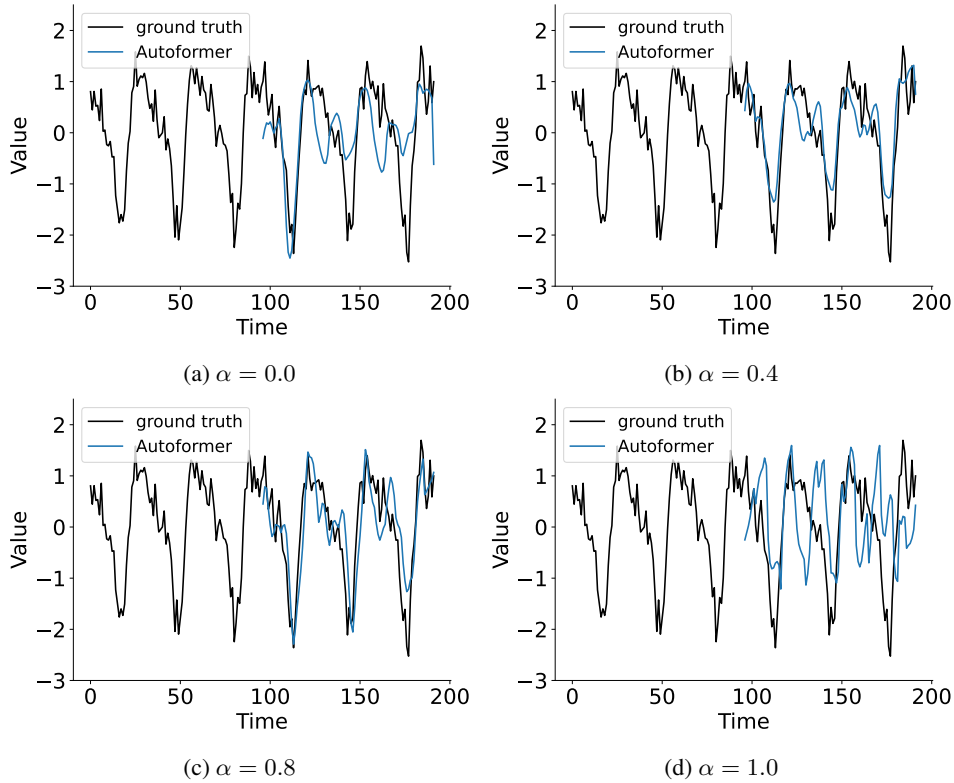 ground truth
Autoformer
2
1
0
−1
−2
−3
Value
0 50 100 150 200
Time
(a) α = 0.0
ground truth
Autoformer
2
1
0
−1
−2
−3
Value
0 50 100 150 200
Time
(b) α = 0.4
ground truth
Autoformer
2
1
0
−1
−2
−3
Value
0 50 100 150 200
Time
(c) α = 0.8
ground truth
Autoformer
2
1
0
−1
−2
−3
Value
0 50 100 150 200
Time
(d) α = 1.0